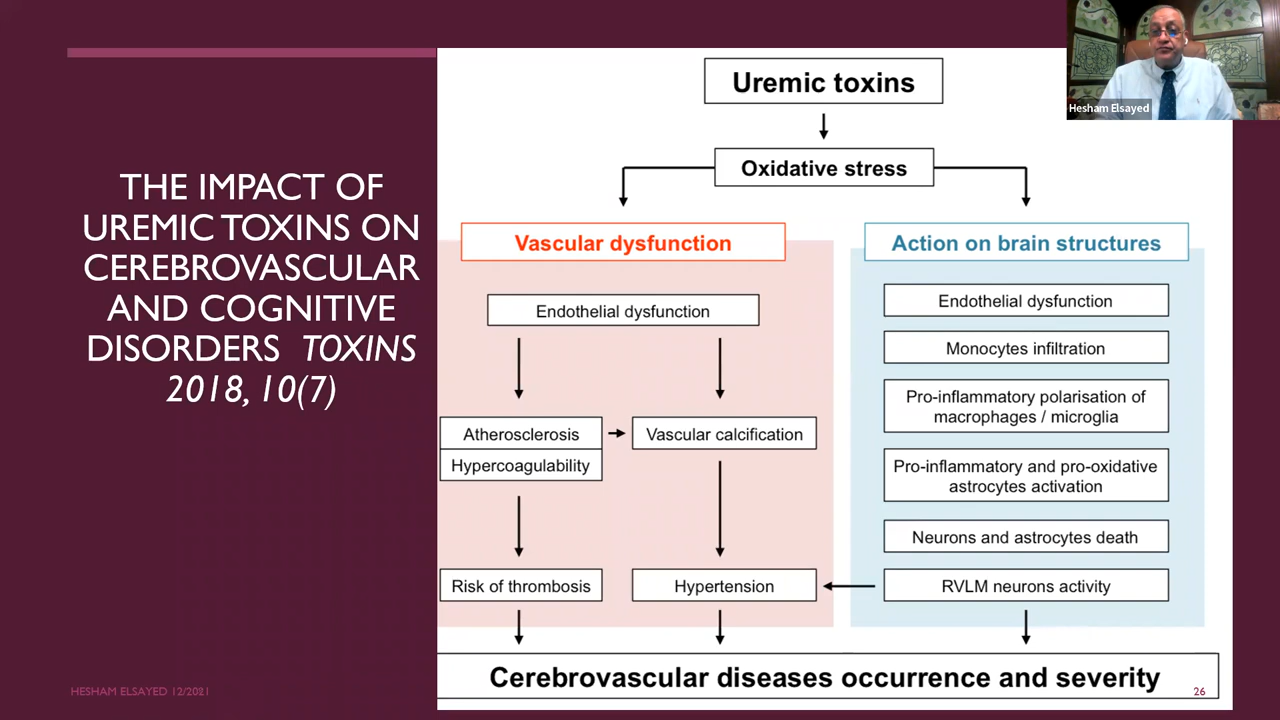 THE IMPACT OF
UREMIC TOXINS ON
CEREBROVASCULAR
AND COGNITIVE
DISORDERS TOXINS
2018, 10(7)
HESHAM ELSAYED 12/2021
Uremic toxins
Oxidative stress
Vascular dysfunction
Endothelial dysfunction
Atherosclerosis
Hypercoagulability
Vascular calcification
Risk of thrombosis
Hypertension
Action on brain structures
Endothelial dysfunction
Monocytes infiltration
Pro-inflammatory polarisation of
macrophages / microglia
Pro-inflammatory and pro-oxidative
astrocytes activation
Neurons and astrocytes death
RVLM neurons activity
Cerebrovascular diseases occurrence and severity
26
Hesham Elsayed